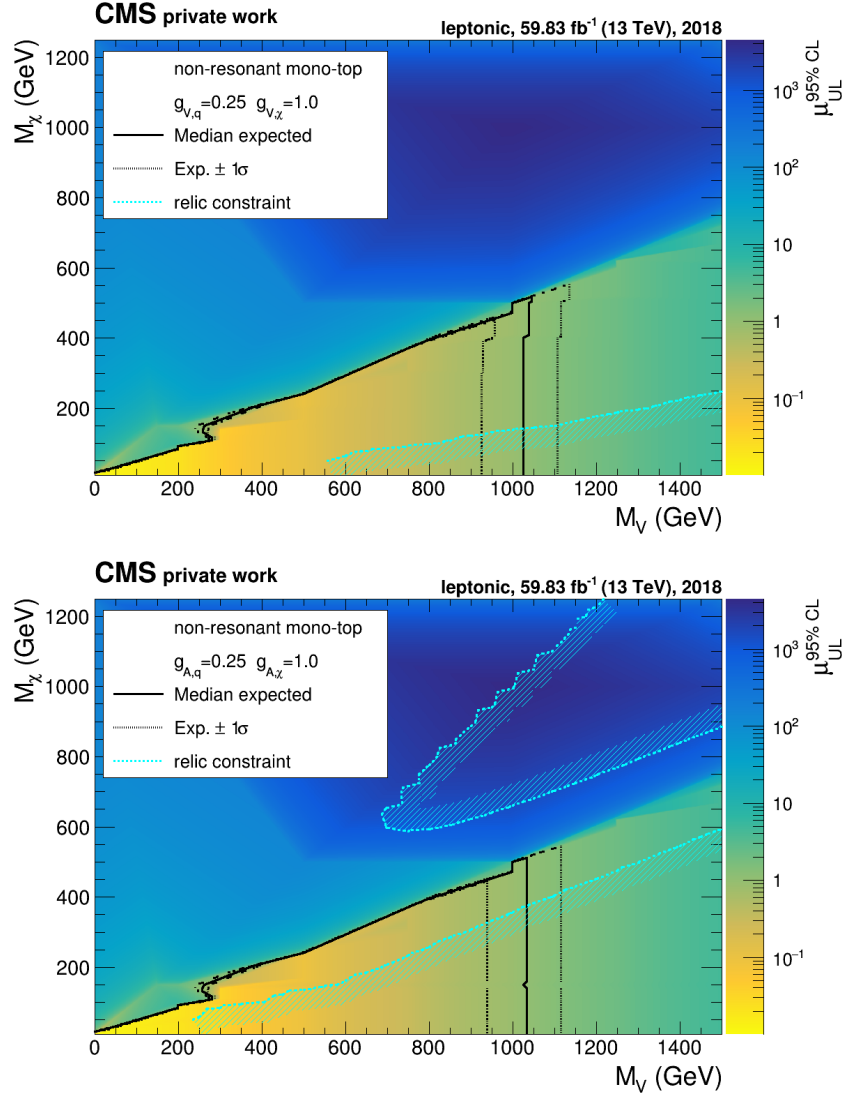 CMS private work
leptonic, 59.83 fb⁻¹ (13 TeV), 2018
M_χ (GeV)
1200
1000
800
600
400
200
non-resonant mono-top
g_V,q=0.25 g_V,χ=1.0
Median expected
Exp. ± 1σ
relic constraint
μ_UL^95% CL
10³
10²
10
1
10⁻¹
0 200 400 600 800 1000 1200 1400
M_V (GeV)
CMS private work
leptonic, 59.83 fb⁻¹ (13 TeV), 2018
M_χ (GeV)
1200
1000
800
600
400
200
non-resonant mono-top
g_A,q=0.25 g_A,χ=1.0
Median expected
Exp. ± 1σ
relic constraint
μ_UL^95% CL
10³
10²
10
1
10⁻¹
0 200 400 600 800 1000 1200 1400
M_V (GeV)